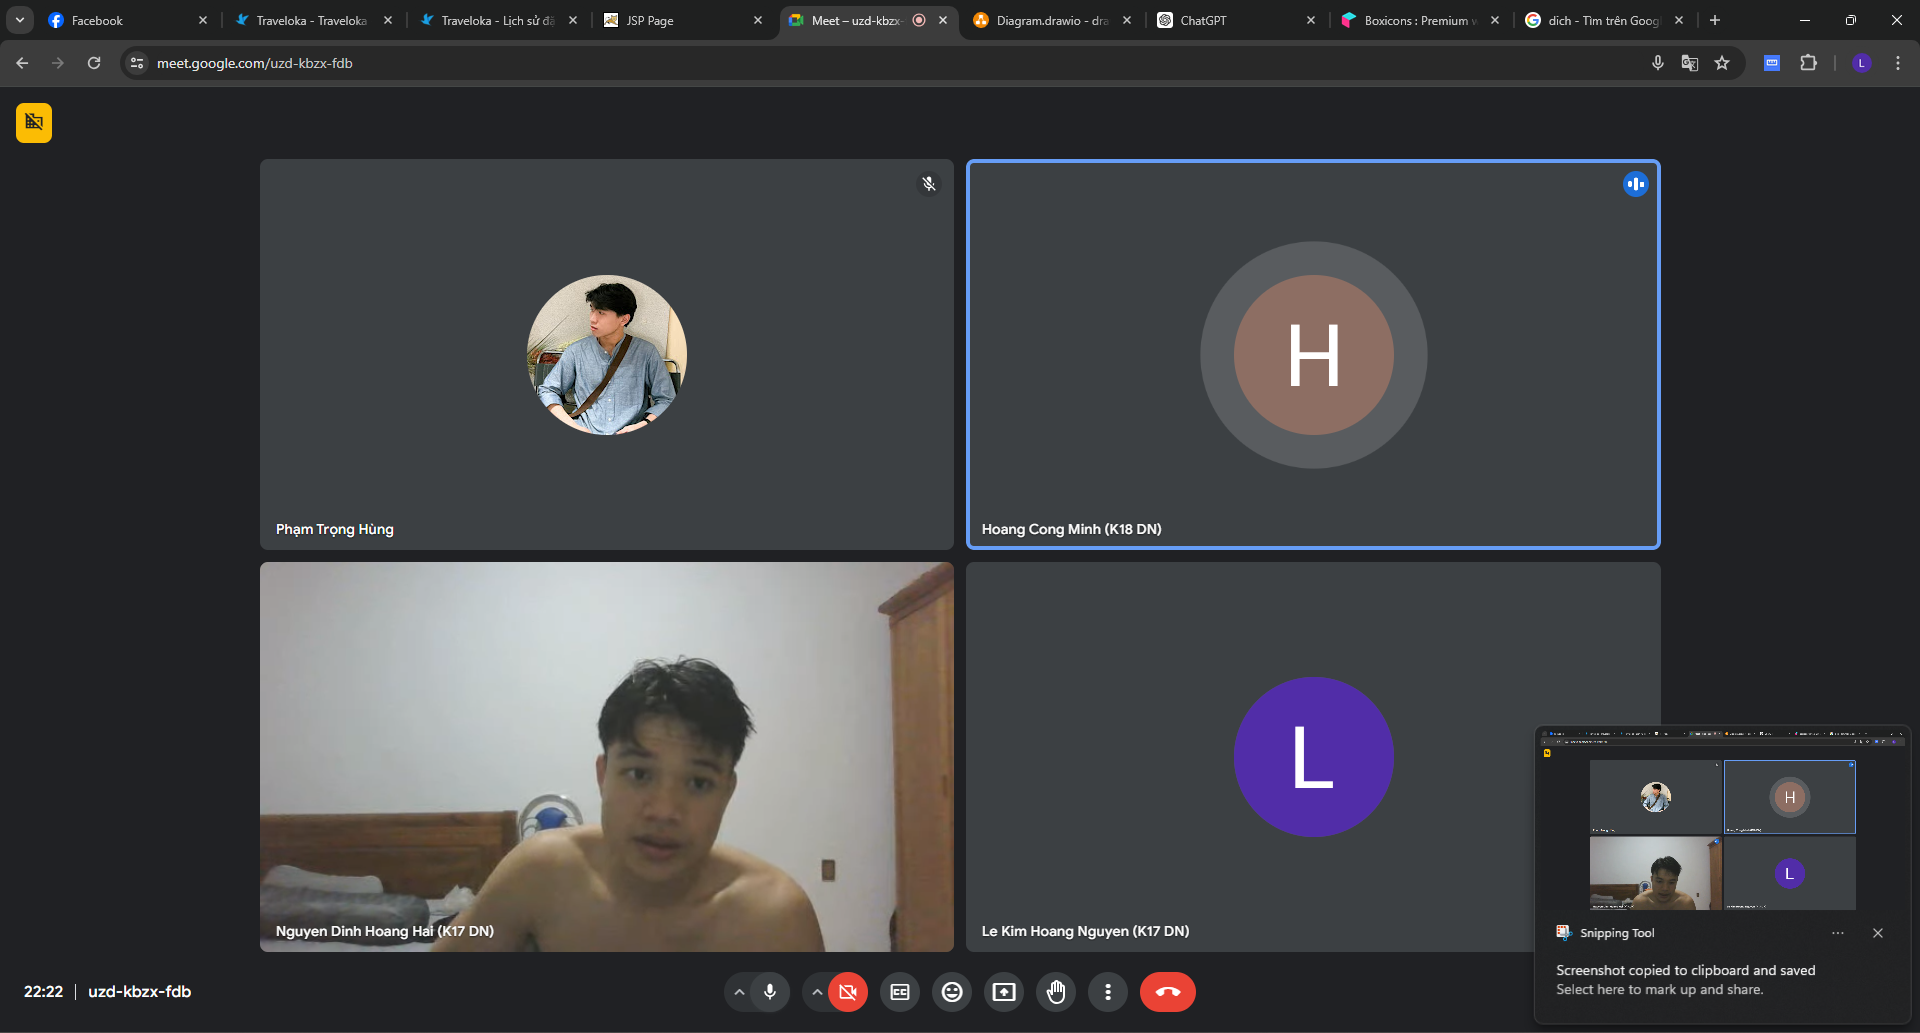 Facebook
Traveloka - Traveloka
Traveloka - Lịch sử đặ
JSP Page
Meet – uzd-kbzx-
Diagram.drawio - dra
ChatGPT
Boxicons : Premium w
dich - Tìm trên Googl
meet.google.com/uzd-kbzx-fdb
L
Phạm Trọng Hùng
H
Hoang Cong Minh (K18 DN)
Nguyen Dinh Hoang Hai (K17 DN)
L
Le Kim Hoang Nguyen (K17 DN)
H
L
Snipping Tool
Screenshot copied to clipboard and saved
Select here to mark up and share.
22:22 | uzd-kbzx-fdb
CC